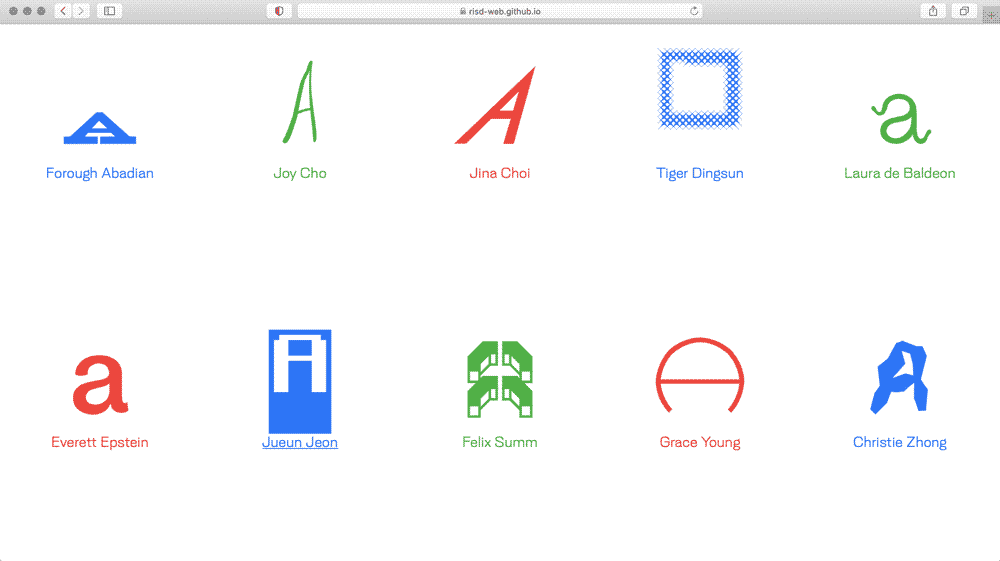 risd-web.github.io
A
A
A
a
Forough Abadian
Joy Cho
Jina Choi
Tiger Dingsun
Laura de Baldeon
a
A
A
A
A
Everett Epstein
Jueun Jeon
Felix Summ
Grace Young
Christie Zhong